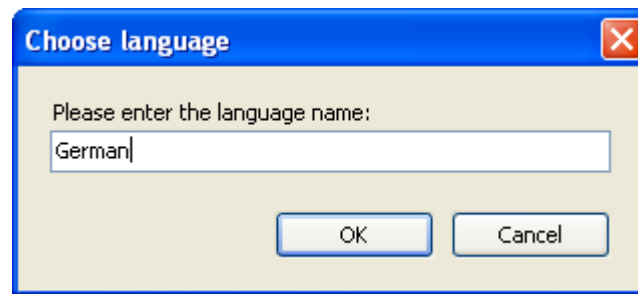 Choose language
Please enter the language name:
German
OK
Cancel